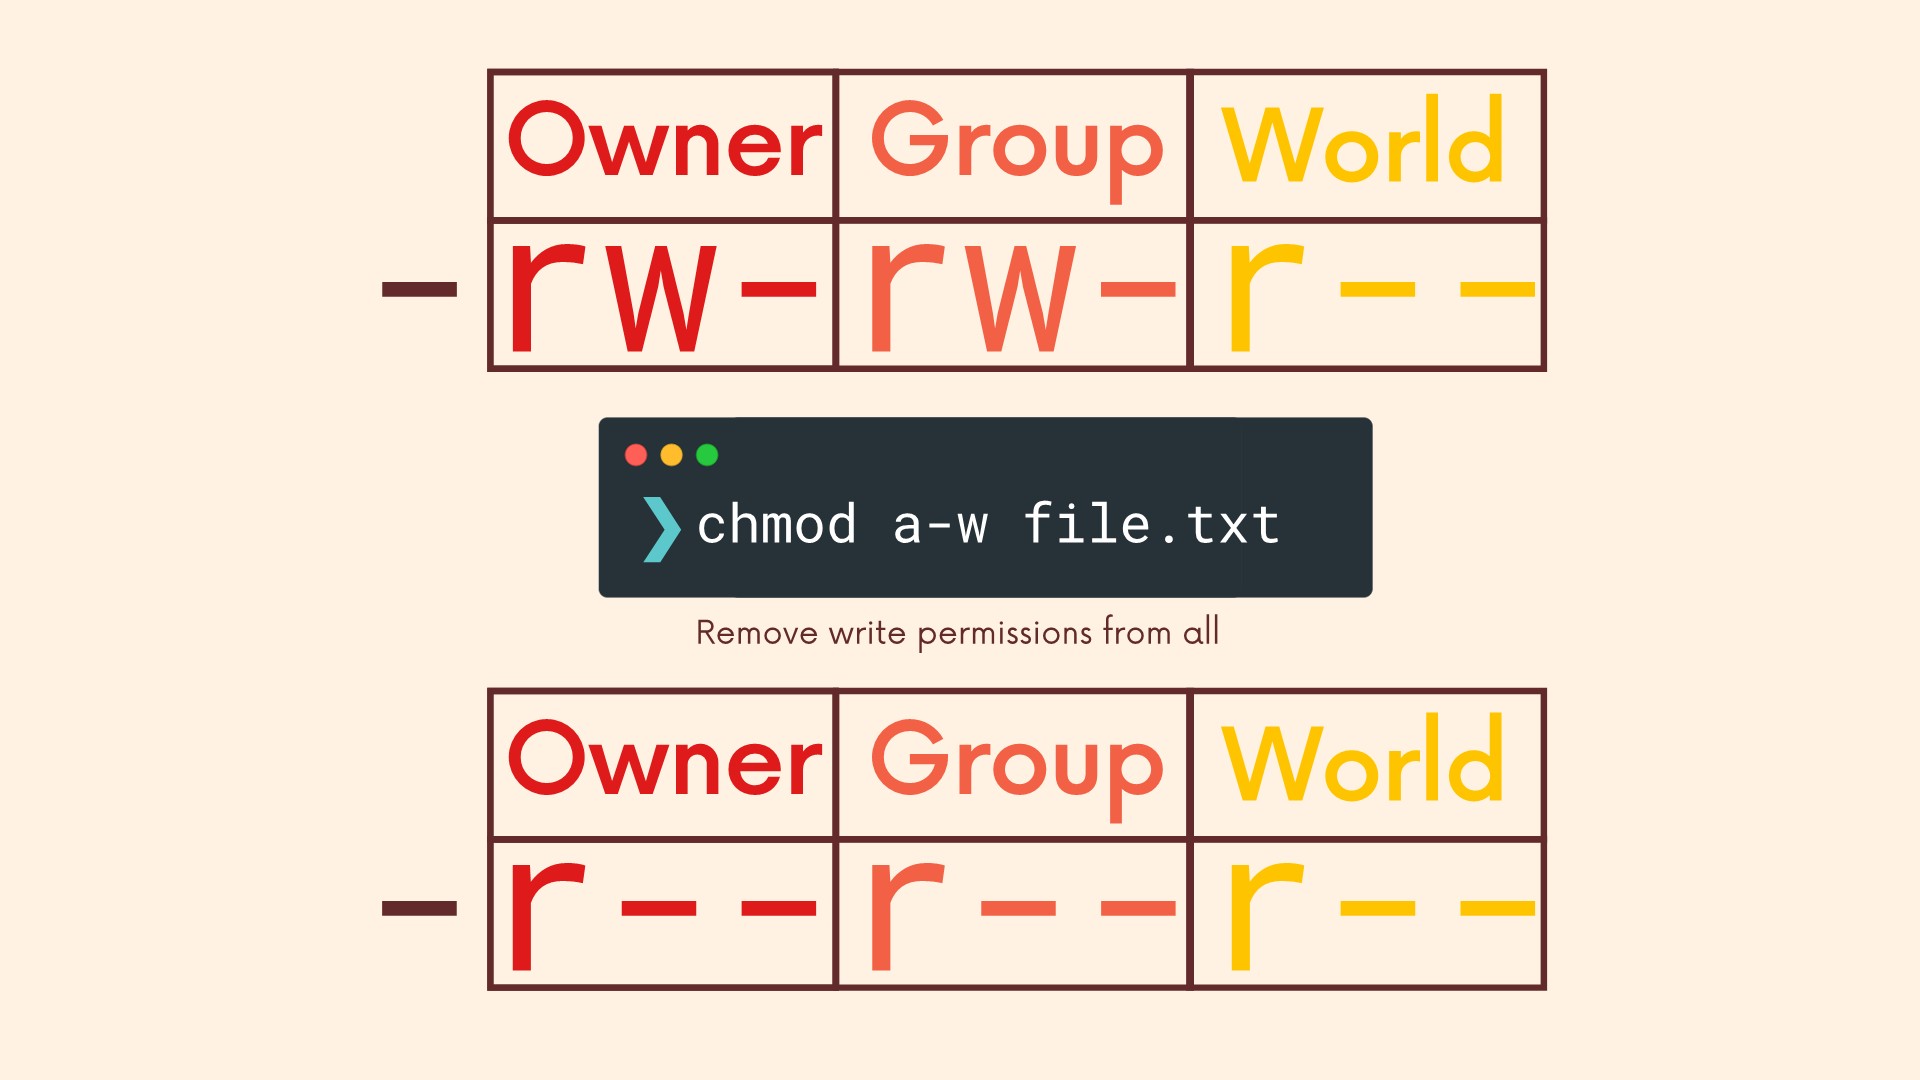 Owner Group World
- rw- rw- r--
❯ chmod a-w file.txt
Remove write permissions from all
Owner Group World
- r-- r-- r--